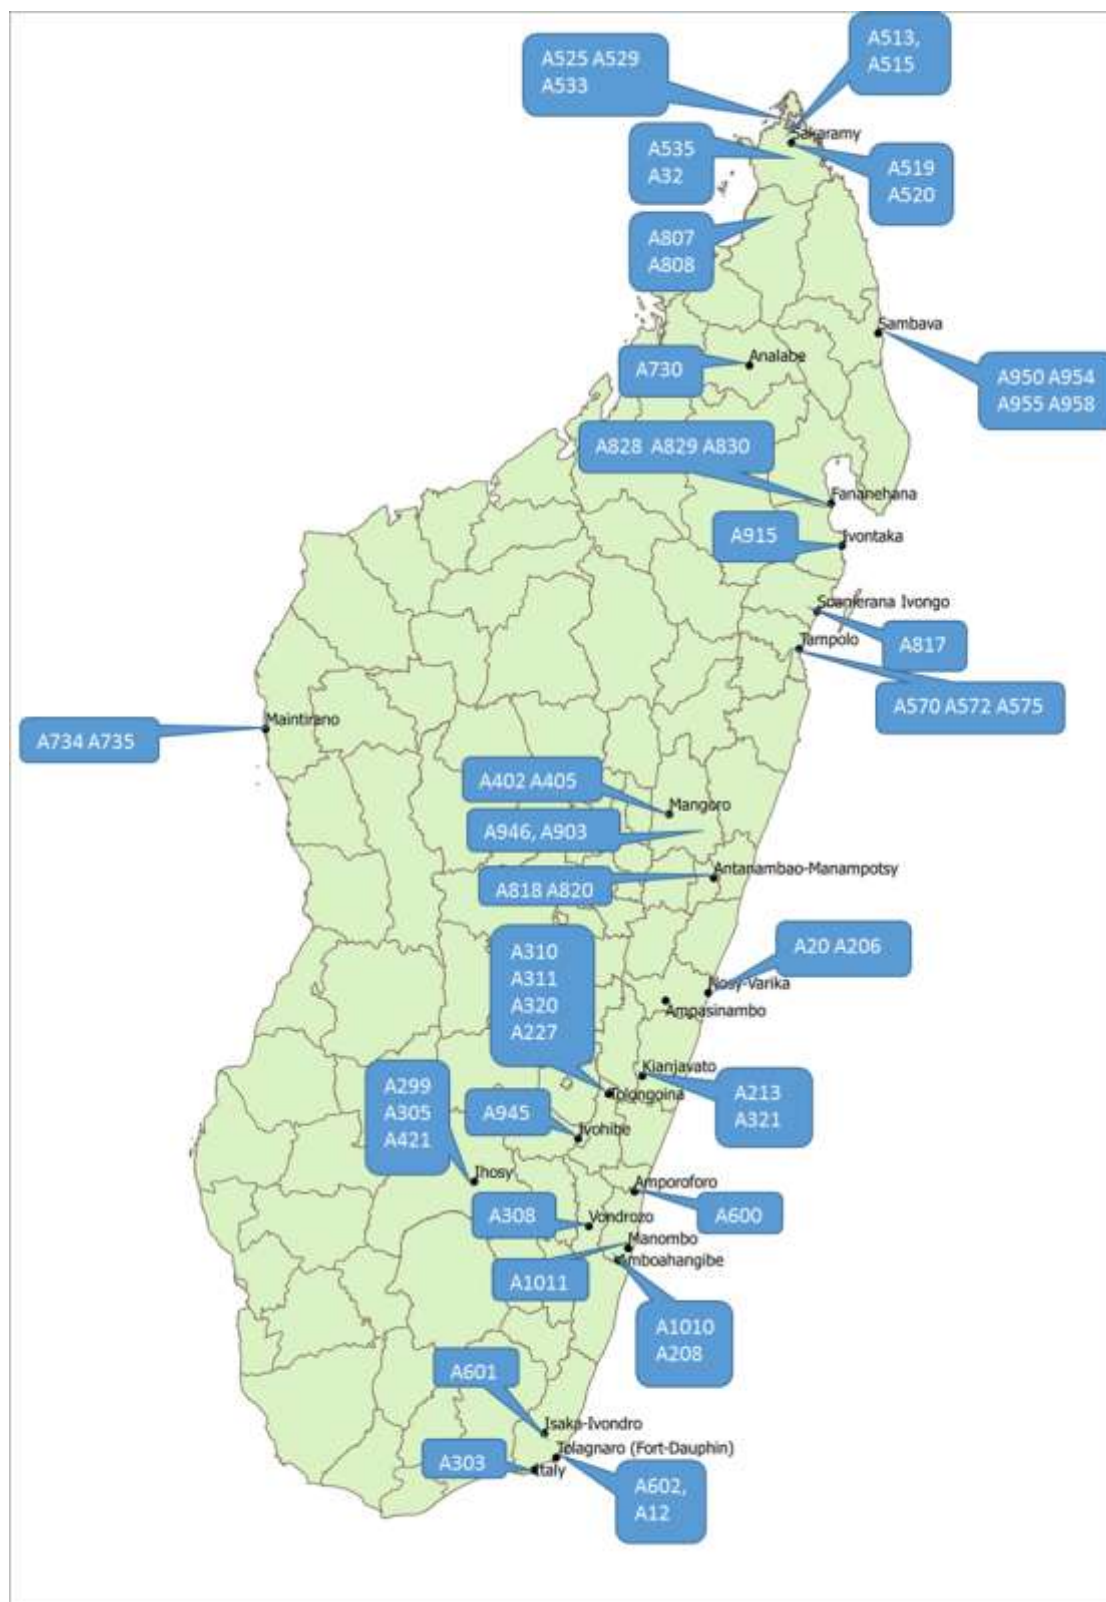 A513,
A515
A525 A529
A533
Sakaramy
A535
A32
A519
A520
A807
A808
Sambava
Analabe
A730
A950 A954
A955 A958
A828 A829 A830
Fananehana
A915
Ivontaka
Soanierana Ivongo
A817
Tampolo
A570 A572 A575
Maintirano
A734 A735
A402 A405
Mangoro
A946, A903
Antanambao-Manampotsy
A818 A820
A310
A311
A320
A227
A20 A206
Nosy-Varika
Ampasinambo
Kianjavato
A213
A321
Tolongoina
A299
A305
A421
A945
Ivohibe
Ihosy
Amporoforo
A600
A308
Vondrozo
Manombo
Amboahangibe
A1011
A1010
A208
A601
Isaka-Ivondro
Tolagnaro (Fort-Dauphin)
A303
Italy
A602,
A12